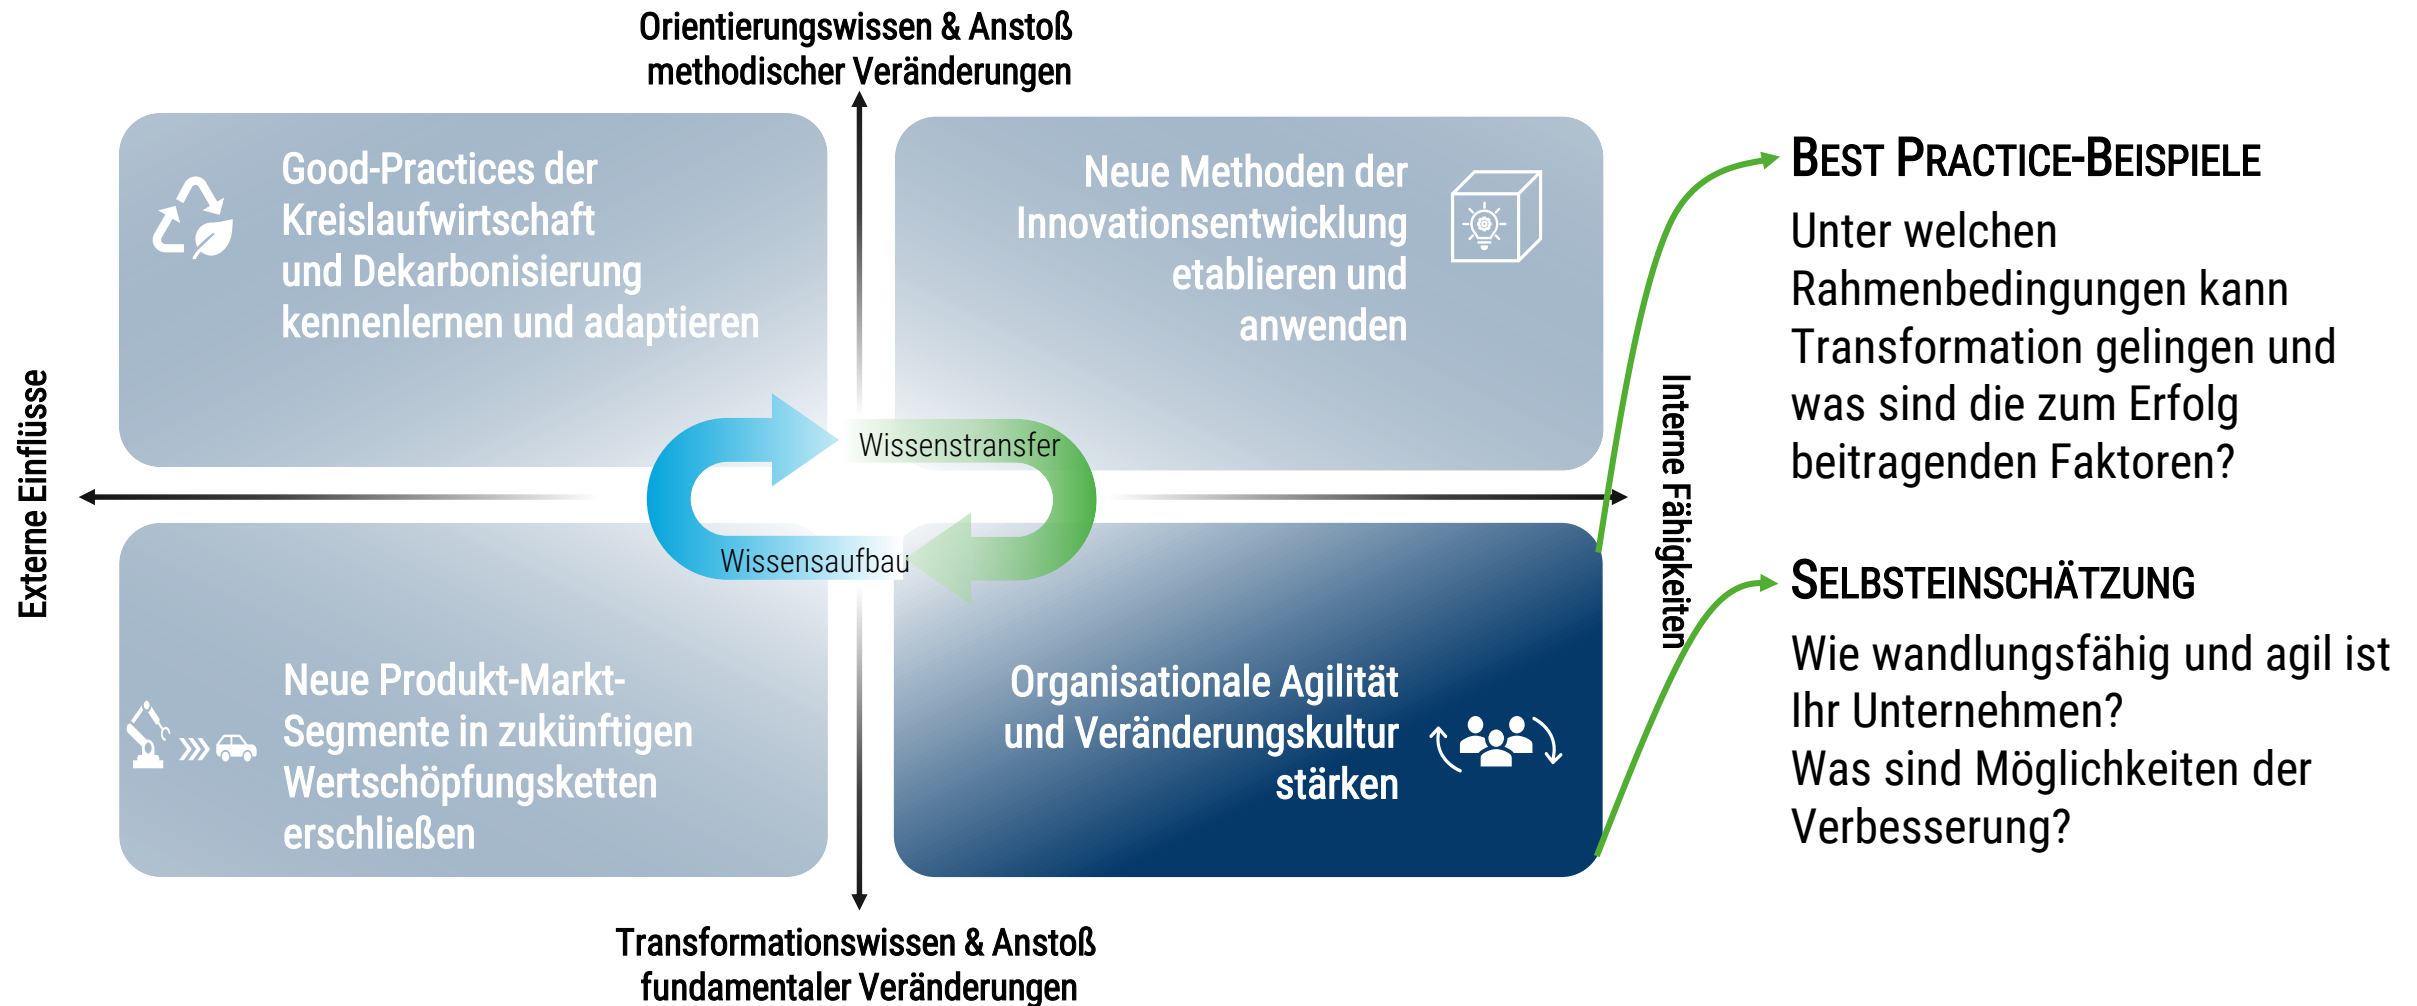 Orientierungswissen & Anstoß
methodischer Veränderungen
Good-Practices der
Kreislaufwirtschaft
und Dekarbonisierung
kennenlernen und adaptieren
Neue Methoden der
Innovationsentwicklung
etablieren und
anwenden
Externe Einflüsse
Wissenstransfer
Wissensaufbau
Interne Fähigkeiten
Neue Produkt-Markt-
Segmente in zukünftigen
Wertschöpfungsketten
erschließen
Organisationale Agilität
und Veränderungskultur
stärken
Transformationswissen & Anstoß
fundamentaler Veränderungen
BEST PRACTICE-BEISPIELE
Unter welchen
Rahmenbedingungen kann
Transformation gelingen und
was sind die zum Erfolg
beitragenden Faktoren?
SELBSTEINSCHÄTZUNG
Wie wandlungsfähig und agil ist
Ihr Unternehmen?
Was sind Möglichkeiten der
Verbesserung?